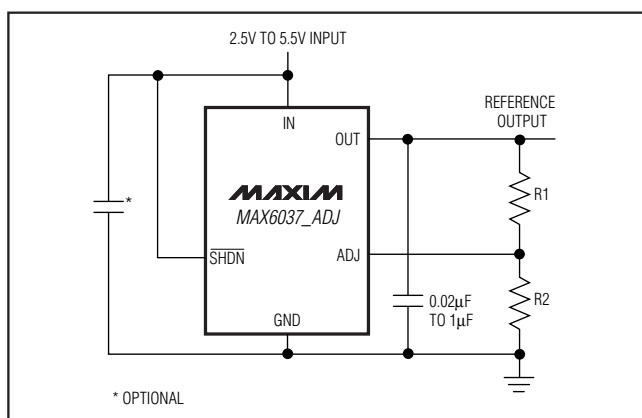 2.5V TO 5.5V INPUT
REFERENCE
OUTPUT
IN
OUT
R1
MAXIM
MAX6037_ADJ
*
SHDN
ADJ
0.02µF
TO 1µF
R2
GND
* OPTIONAL